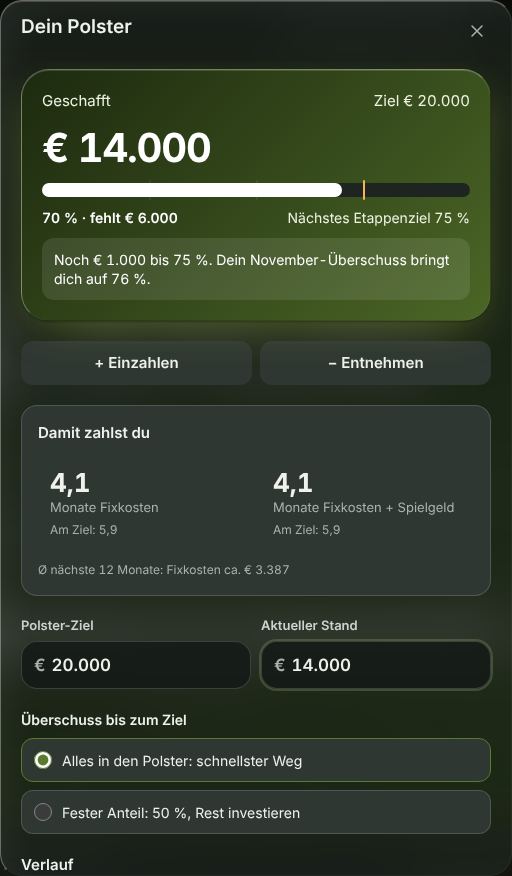 Dein Polster
Geschafft
Ziel € 20.000
€ 14.000
70 % · fehlt € 6.000
Nächstes Etappenziel 75 %
Noch € 1.000 bis 75 %. Dein November-Überschuss bringt
dich auf 76 %.
+ Einzahlen
− Entnehmen
Damit zahlst du
4,1
4,1
Monate Fixkosten
Monate Fixkosten + Spielgeld
Am Ziel: 5,9
Am Ziel: 5,9
Ø nächste 12 Monate: Fixkosten ca. € 3.387
Polster-Ziel
Aktueller Stand
€ 20.000
€ 14.000
Überschuss bis zum Ziel
Alles in den Polster: schnellster Weg
Fester Anteil: 50 %, Rest investieren
Verlauf